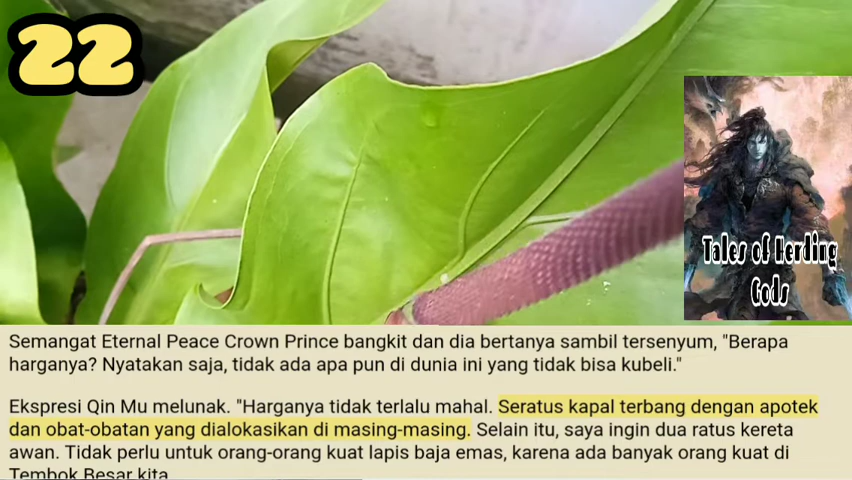 22
Tales of Herding
Gods
Semangat Eternal Peace Crown Prince bangkit dan dia bertanya sambil tersenyum, "Berapa
harganya? Nyatakan saja, tidak ada apa pun di dunia ini yang tidak bisa kubeli."
Ekspresi Qin Mu melunak. "Harganya tidak terlalu mahal. Seratus kapal terbang dengan apotek
dan obat-obatan yang dialokasikan di masing-masing. Selain itu, saya ingin dua ratus kereta
awan. Tidak perlu untuk orang-orang kuat lapis baja emas, karena ada banyak orang kuat di
Tembok Besar kita